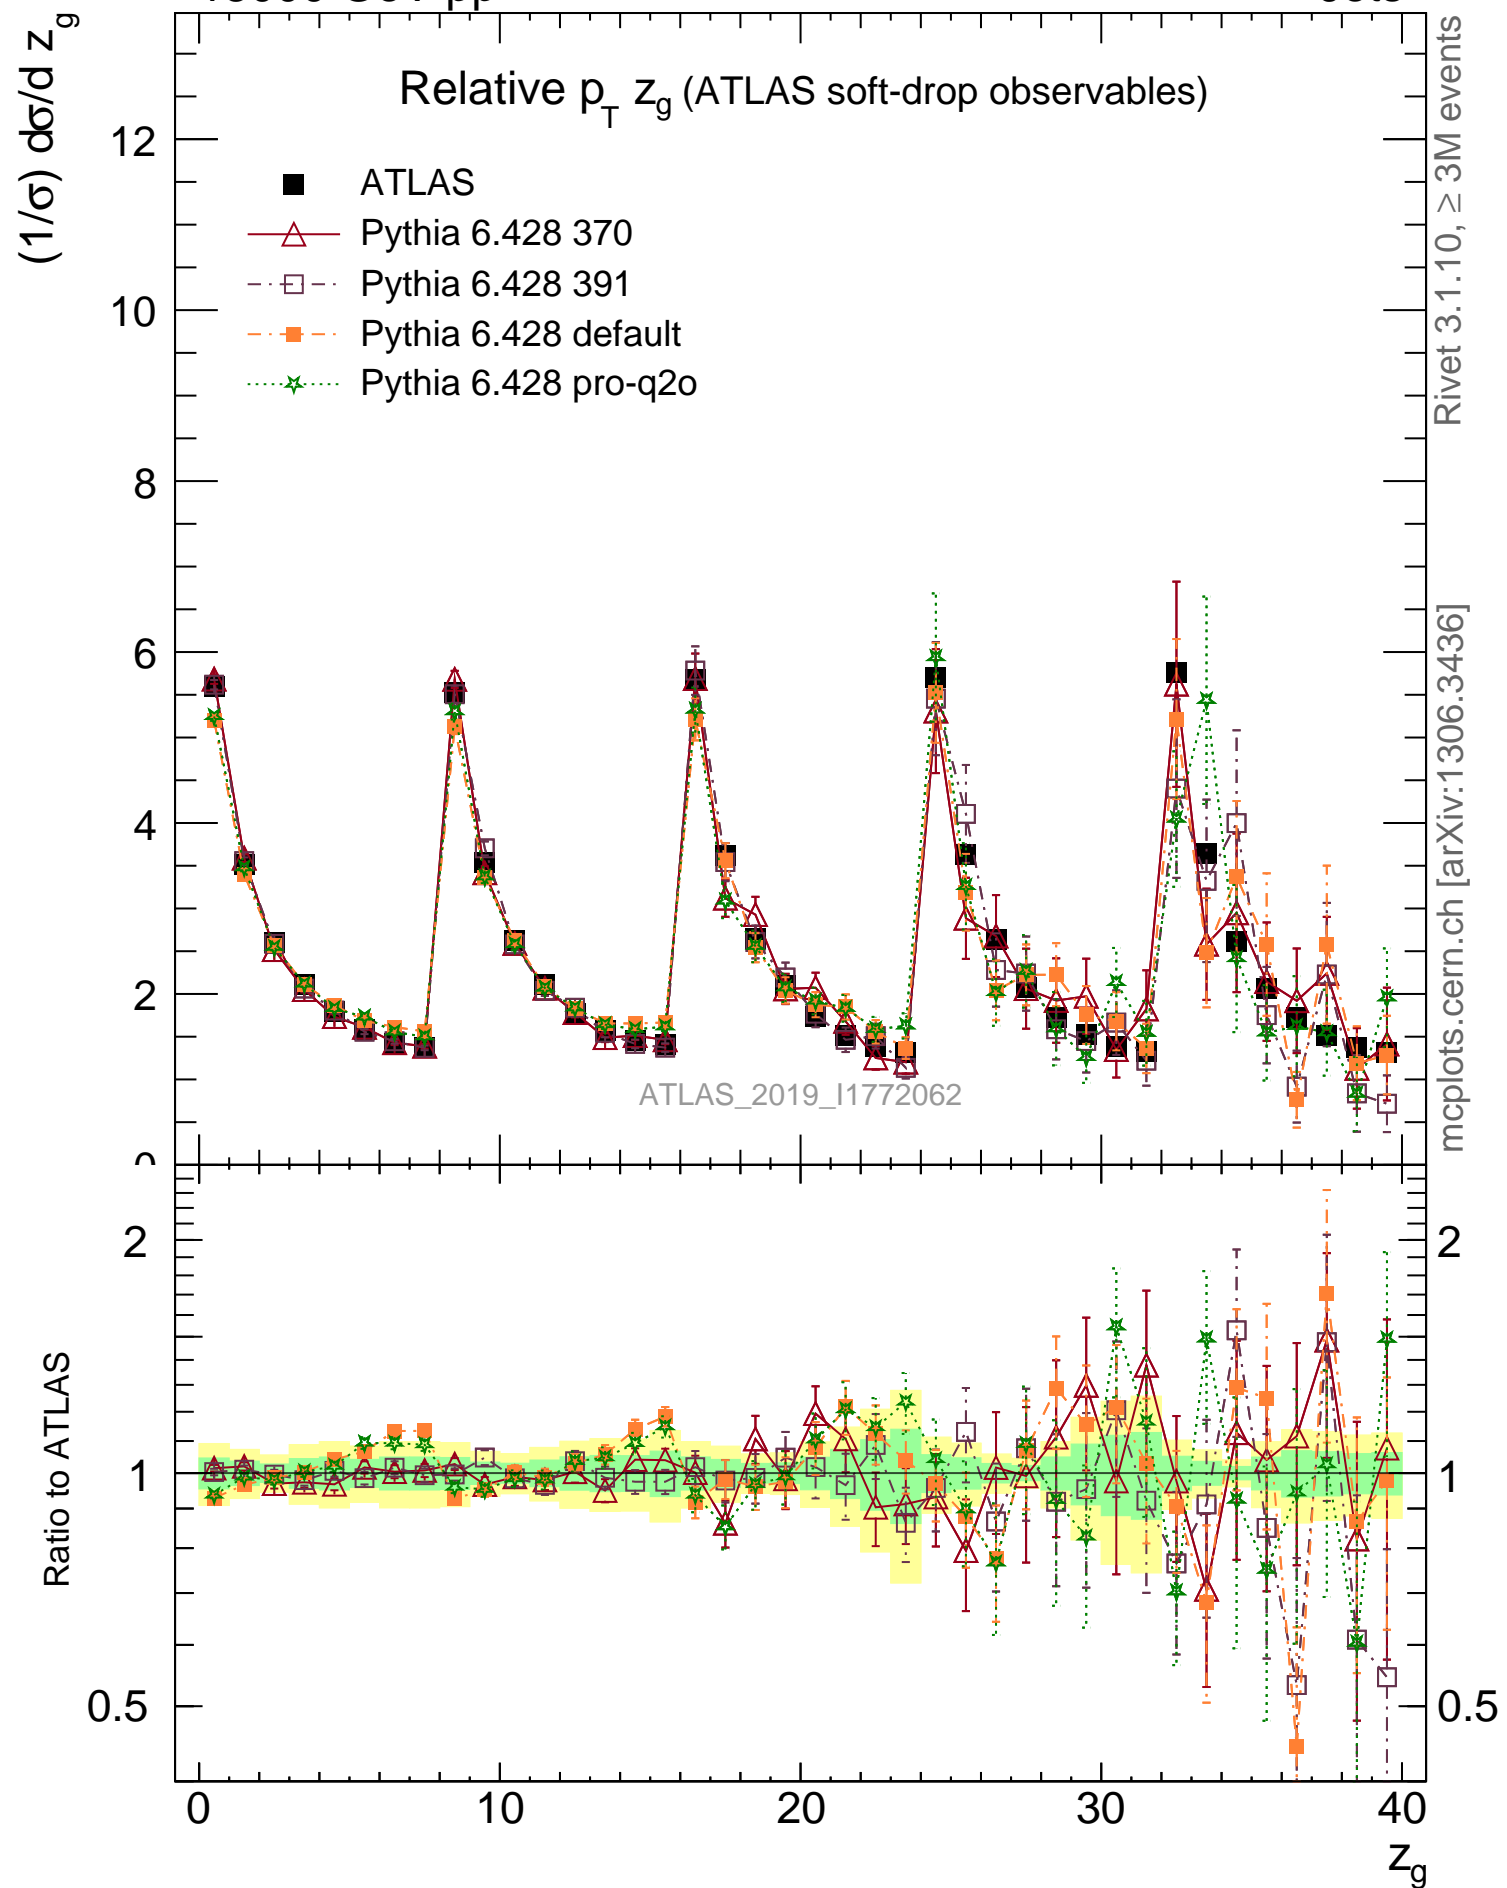 (1/σ) dσ/d z_g
Relative p_T z_g (ATLAS soft-drop observables)
ATLAS
Pythia 6.428 370
Pythia 6.428 391
Pythia 6.428 default
Pythia 6.428 pro-q2o
12
10
8
6
4
2
0
ATLAS_2019_I1772062
Rivet 3.1.10, ≥ 3M events
mcplots.cern.ch [arXiv:1306.3436]
Ratio to ATLAS
2
1
0.5
2
1
0.5
0 10 20 30 40
z_g